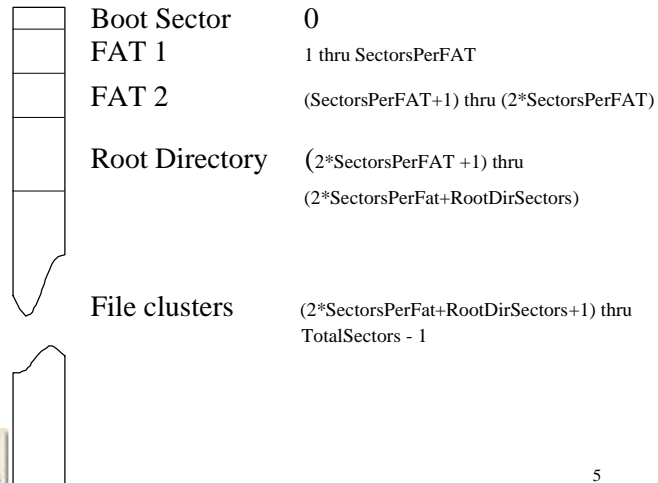 Boot Sector 0
FAT 1 1 thru SectorsPerFAT
FAT 2 (SectorsPerFAT+1) thru (2*SectorsPerFAT)
Root Directory (2*SectorsPerFAT +1) thru
(2*SectorsPerFat+RootDirSectors)
File clusters (2*SectorsPerFat+RootDirSectors+1) thru
TotalSectors - 1
5